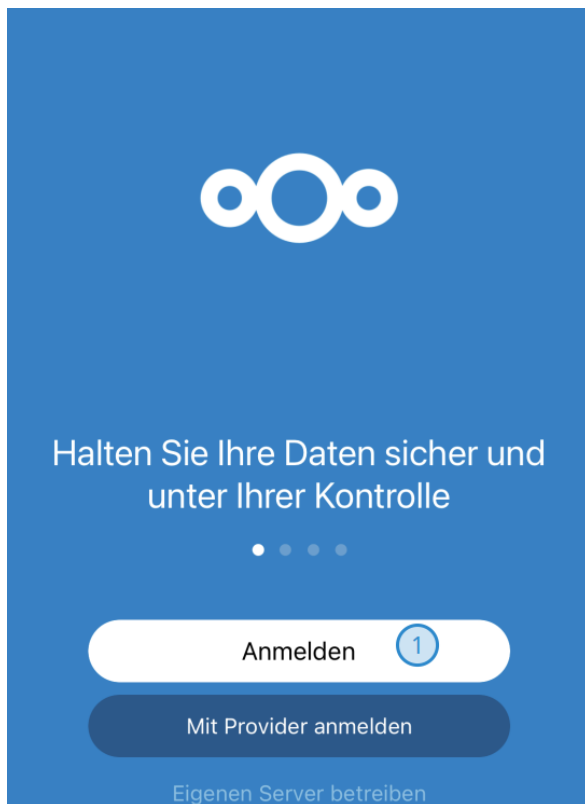 Halten Sie Ihre Daten sicher und
unter Ihrer Kontrolle
Anmelden 1
Mit Provider anmelden
Eigenen Server betreiben